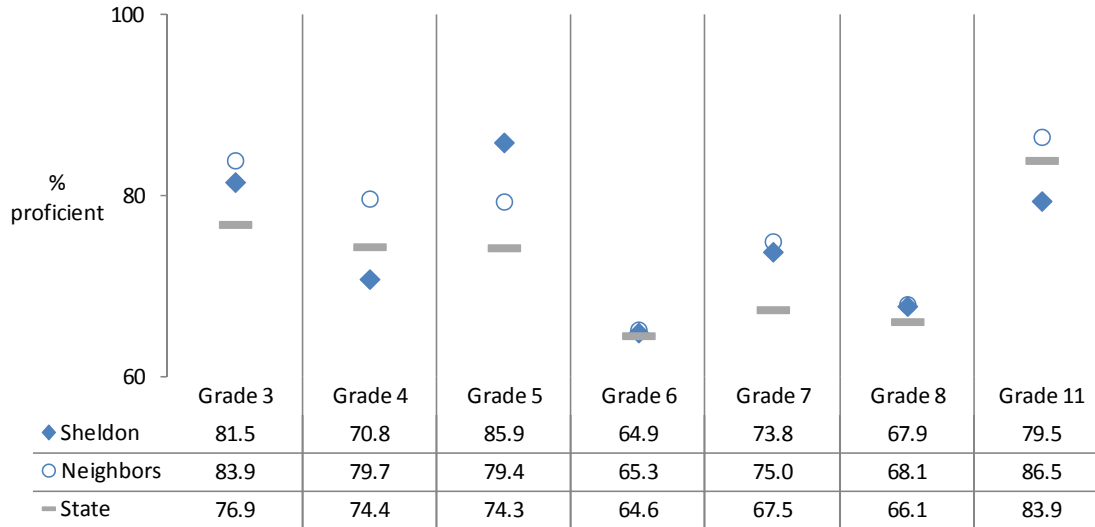 100
%
proficient
80
60
Grade 3 Grade 4 Grade 5 Grade 6 Grade 7 Grade 8 Grade 11
Sheldon 81.5 70.8 85.9 64.9 73.8 67.9 79.5
Neighbors 83.9 79.7 79.4 65.3 75.0 68.1 86.5
State 76.9 74.4 74.3 64.6 67.5 66.1 83.9